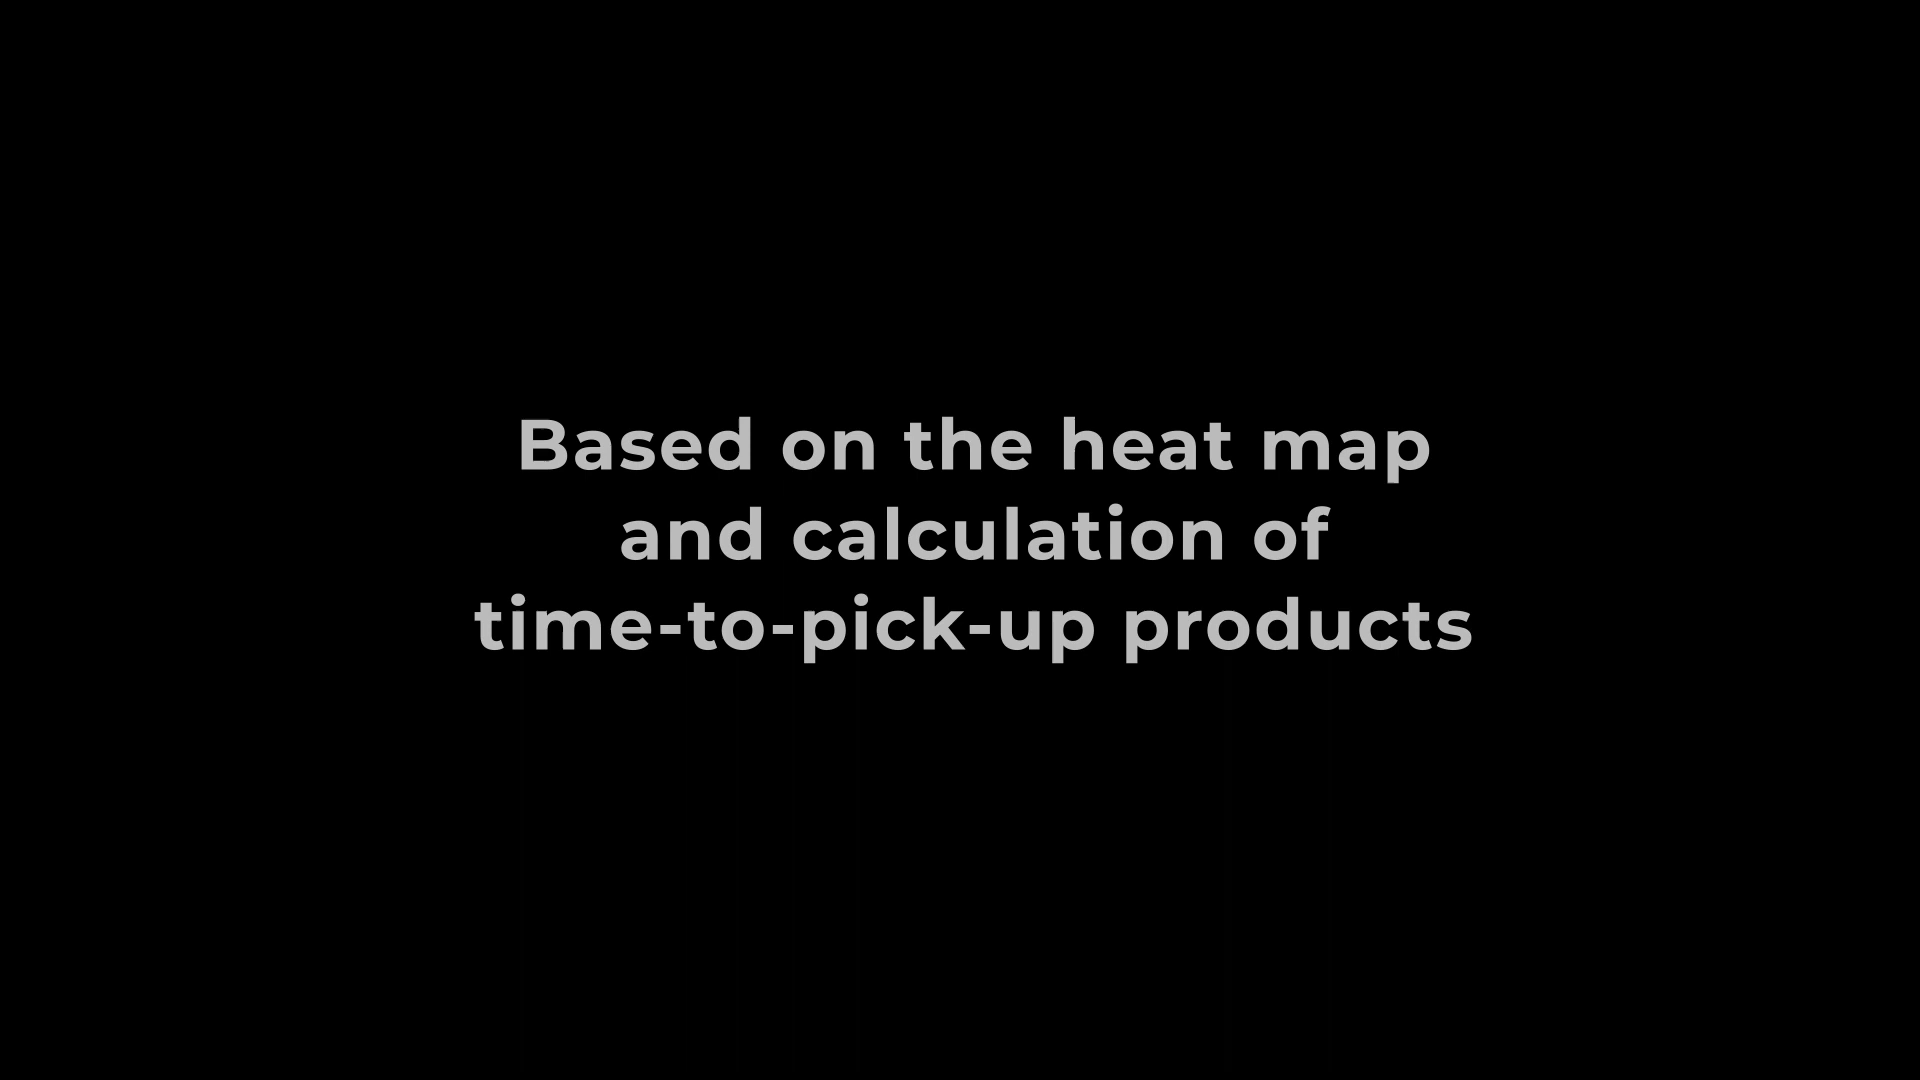 Based on the heat map
and calculation of
time-to-pick-up products